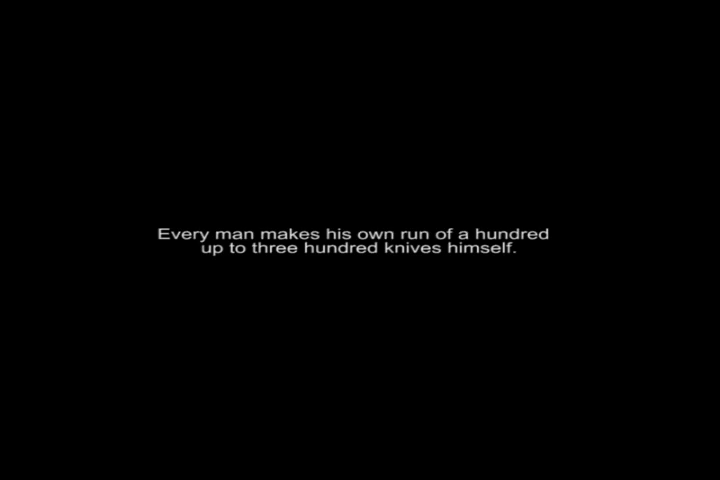 Every man makes his own run of a hundred
up to three hundred knives himself.